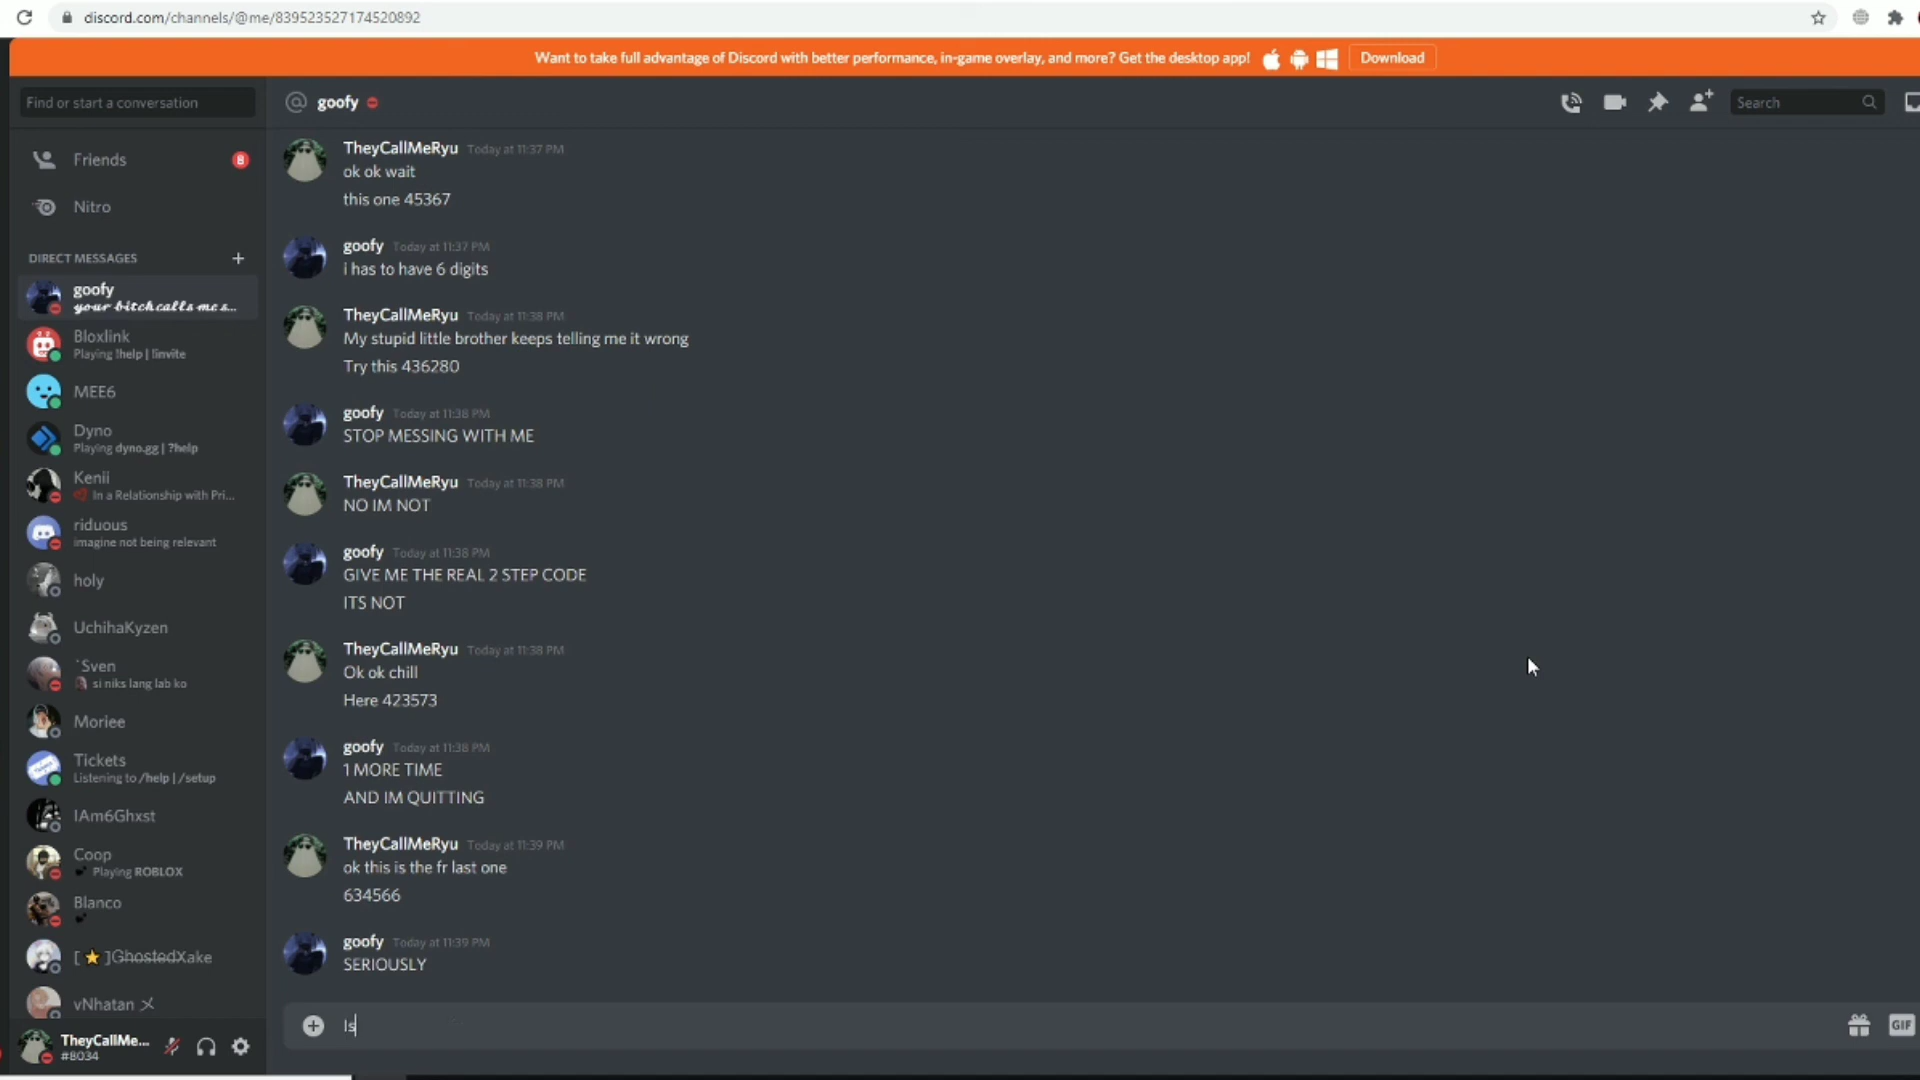 discord.com/channels/@me/839523527174520892
Want to take full advantage of Discord with better performance, in-game overlay, and more? Get the desktop app!
Download
Find or start a conversation
goofy
Search
Friends
8
Nitro
DIRECT MESSAGES
goofy
your bitch calls me s...
Bloxlink
Playing !help | !invite
MEE6
Dyno
Playing dyno.gg | ?help
Kenii
In a Relationship with Pri...
riduous
imagine not being relevant
holy
UchihaKyzen
`Sven
si niks lang lab ko
Moriee
Tickets
Listening to /help | /setup
IAm6Ghxst
Coop
Playing ROBLOX
Blanco
[ ⭐ ]GhostedXake
vNhatan メ
TheyCallMe...
#8034
TheyCallMeRyu Today at 11:37 PM
ok ok wait
this one 45367
goofy Today at 11:37 PM
i has to have 6 digits
TheyCallMeRyu Today at 11:38 PM
My stupid little brother keeps telling me it wrong
Try this 436280
goofy Today at 11:38 PM
STOP MESSING WITH ME
TheyCallMeRyu Today at 11:38 PM
NO IM NOT
goofy Today at 11:38 PM
GIVE ME THE REAL 2 STEP CODE
ITS NOT
TheyCallMeRyu Today at 11:38 PM
Ok ok chill
Here 423573
goofy Today at 11:38 PM
1 MORE TIME
AND IM QUITTING
TheyCallMeRyu Today at 11:39 PM
ok this is the fr last one
634566
goofy Today at 11:39 PM
SERIOUSLY
Is
GIF